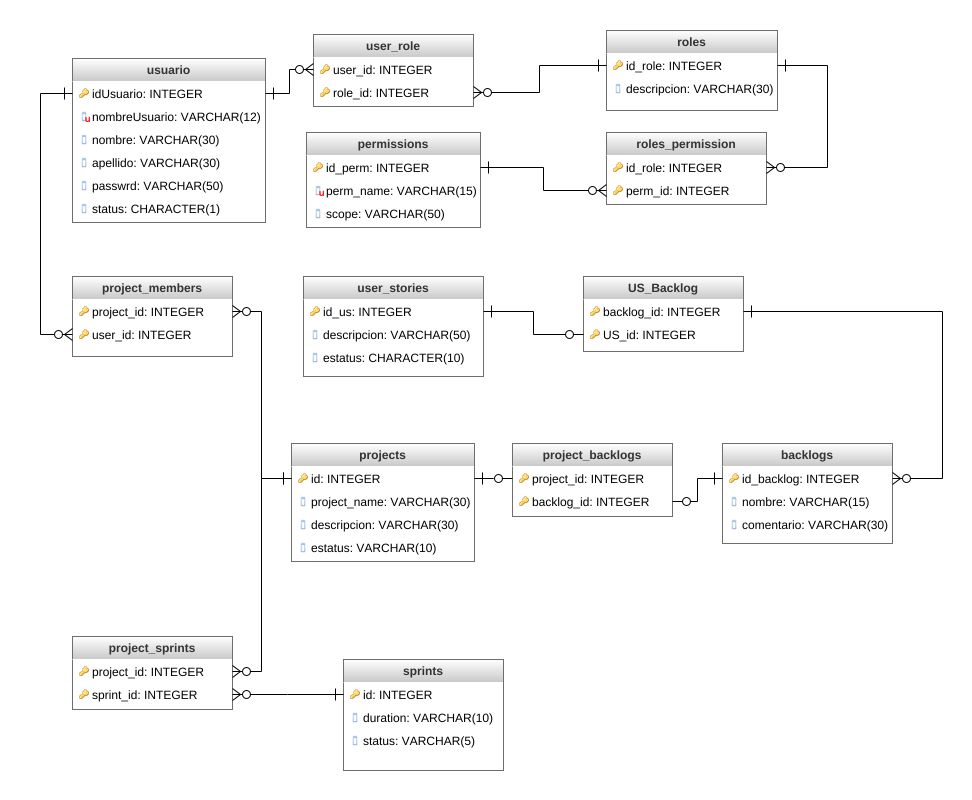 usuario
idUsuario: INTEGER
nombreUsuario: VARCHAR(12)
nombre: VARCHAR(30)
apellido: VARCHAR(30)
passwrd: VARCHAR(50)
status: CHARACTER(1)
user_role
user_id: INTEGER
role_id: INTEGER
roles
id_role: INTEGER
descripcion: VARCHAR(30)
permissions
id_perm: INTEGER
perm_name: VARCHAR(15)
scope: VARCHAR(50)
roles_permission
id_role: INTEGER
perm_id: INTEGER
project_members
project_id: INTEGER
user_id: INTEGER
user_stories
id_us: INTEGER
descripcion: VARCHAR(50)
estatus: CHARACTER(10)
US_Backlog
backlog_id: INTEGER
US_id: INTEGER
projects
id: INTEGER
project_name: VARCHAR(30)
descripcion: VARCHAR(30)
estatus: VARCHAR(10)
project_backlogs
project_id: INTEGER
backlog_id: INTEGER
backlogs
id_backlog: INTEGER
nombre: VARCHAR(15)
comentario: VARCHAR(30)
project_sprints
project_id: INTEGER
sprint_id: INTEGER
sprints
id: INTEGER
duration: VARCHAR(10)
status: VARCHAR(5)